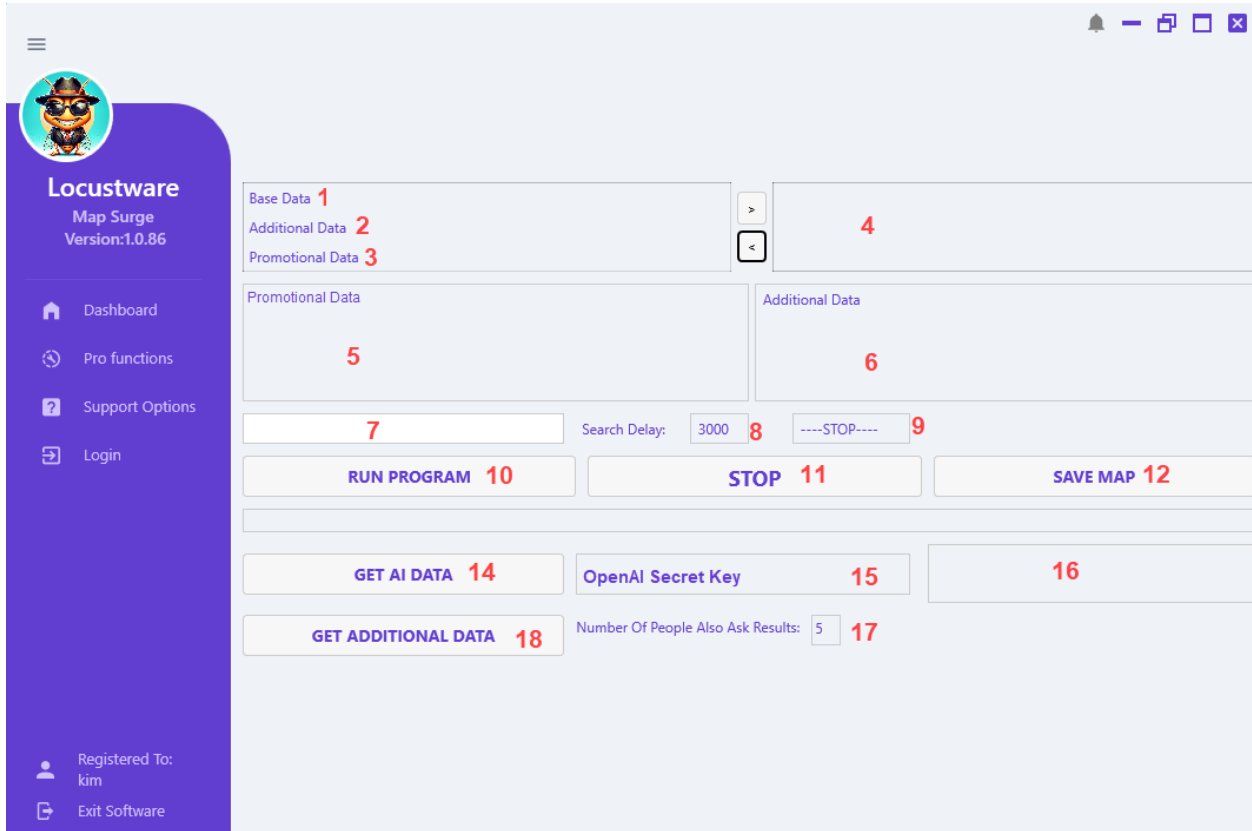 Locustware
Map Surge
Version:1.0.86
Dashboard
Pro functions
Support Options
Login
Registered To:
kim
Exit Software
Base Data 1
Additional Data 2
Promotional Data 3
>
<
4
Promotional Data
5
Additional Data
6
7
Search Delay: 3000 8 ----STOP---- 9
RUN PROGRAM 10 STOP 11 SAVE MAP 12
GET AI DATA 14 OpenAI Secret Key 15 16
GET ADDITIONAL DATA 18 Number Of People Also Ask Results: 5 17